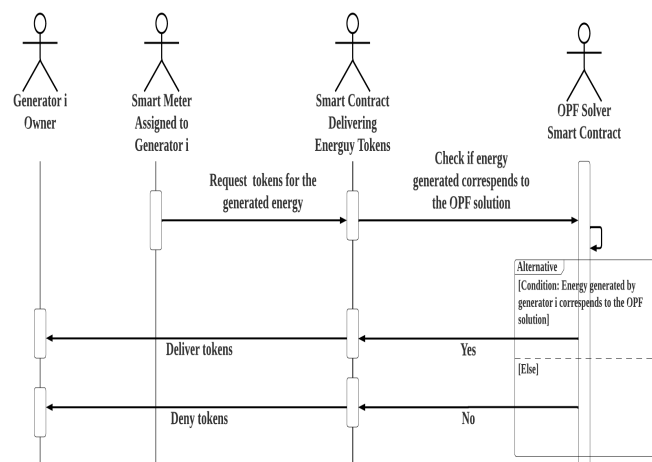 Generator i
Owner
Smart Meter
Assigned to
Generator i
Smart Contract
Delivering
Energuy Tokens
OPF Solver
Smart Contract
Request tokens for the
generated energy
Check if energy
generated corresponds to
the OPF solution
Alternative
[Condition: Energy generated by
generator i corresponds to the OPF
solution]
Deliver tokens
Yes
[Else]
Deny tokens
No